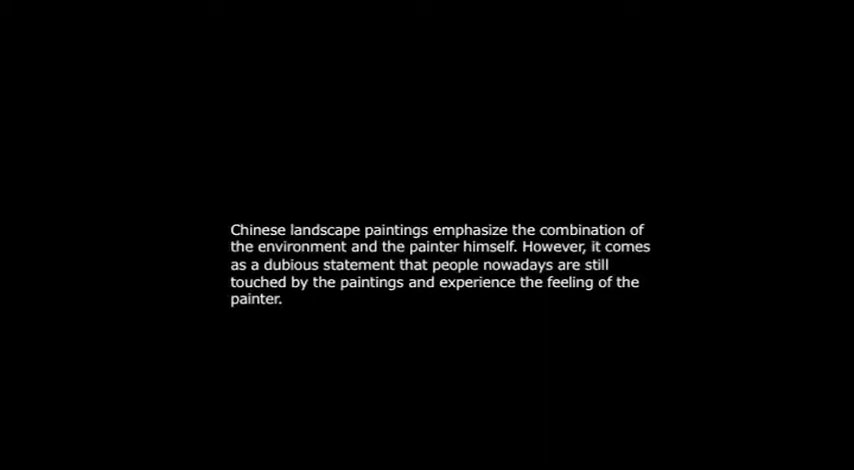 Chinese landscape paintings emphasize the combination of
the environment and the painter himself. However, it comes
as a dubious statement that people nowadays are still
touched by the paintings and experience the feeling of the
painter.